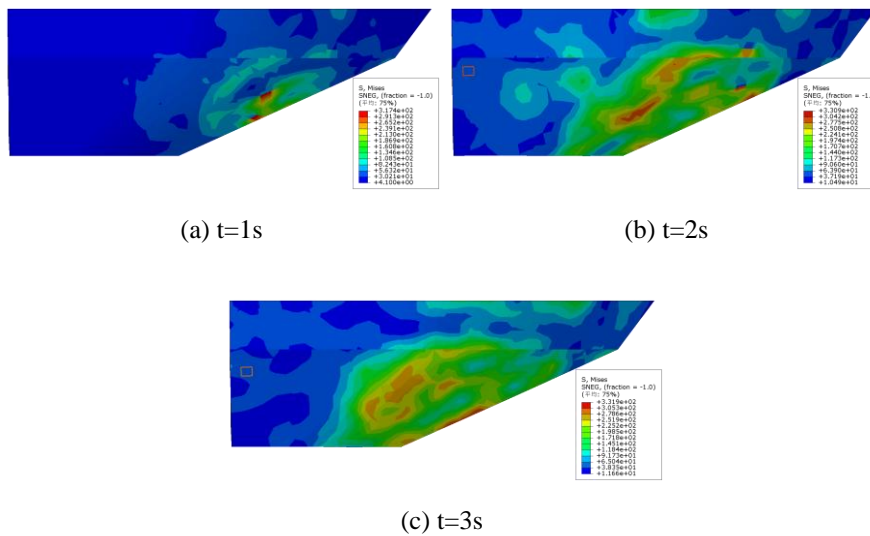 S, Mises
SNEG, (fraction = -1.0)
(平均: 75%)
+3.174e+02
+2.913e+02
+2.652e+02
+2.391e+02
+2.130e+02
+1.869e+02
+1.608e+02
+1.346e+02
+1.085e+02
+8.243e+01
+5.632e+01
+3.021e+01
+4.100e+00
S, Mises
SNEG, (fraction = -1.0
(平均: 75%)
+3.309e+02
+3.042e+02
+2.775e+02
+2.508e+02
+2.241e+02
+1.974e+02
+1.707e+02
+1.440e+02
+1.173e+02
+9.060e+01
+6.390e+01
+3.719e+01
+1.049e+01
(a) t=1s
(b) t=2s
S, Mises
SNEG, (fraction = -1.0)
(平均: 75%)
+3.319e+02
+3.053e+02
+2.786e+02
+2.519e+02
+2.252e+02
+1.985e+02
+1.718e+02
+1.451e+02
+1.184e+02
+9.173e+01
+6.504e+01
+3.835e+01
+1.166e+01
(c) t=3s